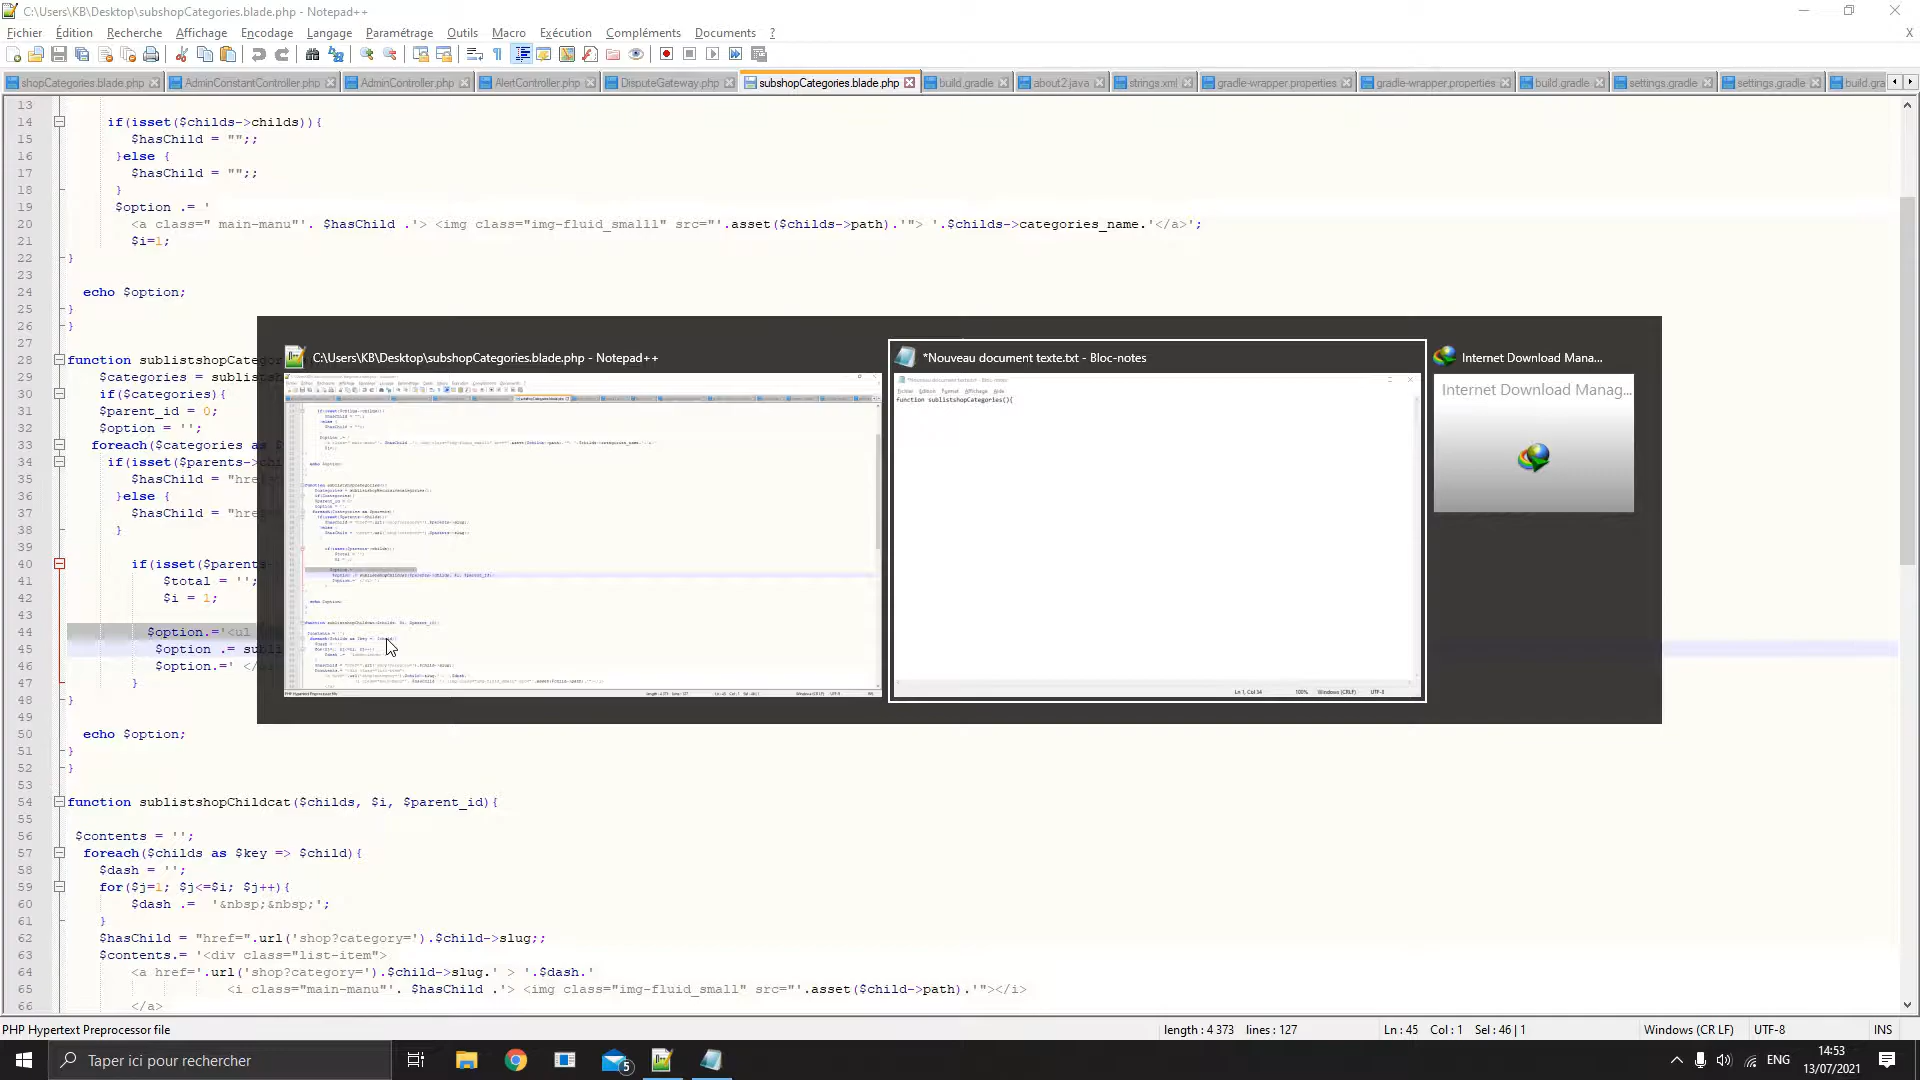 C:\Users\KB\Desktop\subshopCategories.blade.php - Notepad++
Fichier Édition Recherche Affichage Encodage Langage Paramétrage Outils Macro Exécution Compléments Documents ? X
shopCategories.blade.php AdminConstantController.php AdminController.php AlertController.php DisputeGateway.php subshopCategories.blade.php build.gradle about2.java strings.xml gradle-wrapper.properties gradle-wrapper.properties build.gradle settings.gradle settings.gradle build.gra
13
14 if(isset($childs->childs)){
15 $hasChild = "";;
16 }else {
17 $hasChild = "";;
18 }
19 $option .= '
20 <a class=" main-manu"'. $hasChild .'> <img class="img-fluid_smalll" src="'.asset($childs->path).'"> '.$childs->categories_name.'</a>';
21 $i=1;
22 }
23
24 echo $option;
25 }
26 }
27
28 function sublistshopCateg
29 $categories = sublists
30 if($categories){
31 $parent_id = 0;
32 $option = '';
33 foreach($categories as $
34 if(isset($parents->chi
35 $hasChild = "hre
36 }else {
37 $hasChild = "hre
38 }
39
40 if(isset($parents-
41 $total = '';
42 $i = 1;
43
44 $option.='<ul
45 $option .= subl
46 $option.=' </
47 }
48 }
49
50 echo $option;
51 }
52 }
53
54 function sublistshopChildcat($childs, $i, $parent_id){
55
56 $contents = '';
57 foreach($childs as $key => $child){
58 $dash = '';
59 for($j=1; $j<=$i; $j++){
60 $dash .= '&nbsp;&nbsp;';
61 }
62 $hasChild = "href=".url('shop?category=').$child->slug;;
63 $contents.= '<div class="list-item">
64 <a href='.url('shop?category=').$child->slug.' > '.$dash.'
65 <i class="main-manu"'. $hasChild .'> <img class="img-fluid_small" src="'.asset($child->path).'"></i>
66 </a>
C:\Users\KB\Desktop\subshopCategories.blade.php - Notepad++
*Nouveau document texte.txt - Bloc-notes
function sublistshopCategories(){
Ln 1, Col 34 100% Windows (CRLF) UTF-8
Internet Download Mana...
Internet Download Manag...
PHP Hypertext Preprocessor file length : 4 373 lines : 127 Ln : 45 Col : 1 Sel : 46 | 1 Windows (CR LF) UTF-8 INS
Taper ici pour rechercher
5
ENG
14:53
13/07/2021